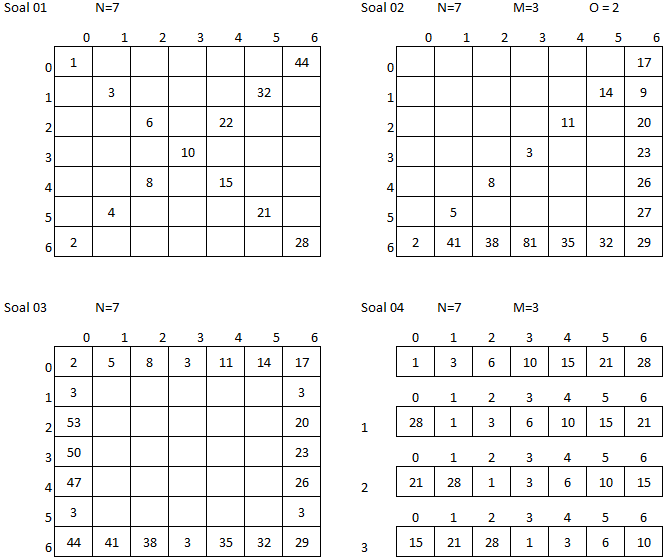 Soal 01 N=7
0 1 2 3 4 5 6
0 1 44
1 3 32
2 6 22
3 10
4 8 15
5 4 21
6 2 28
Soal 02 N=7 M=3 O = 2
0 1 2 3 4 5 6
0 17
1 14 9
2 11 20
3 3 23
4 8 26
5 5 27
6 2 41 38 81 35 32 29
Soal 03 N=7
0 1 2 3 4 5 6
0 2 5 8 3 11 14 17
1 3 3
2 53 20
3 50 23
4 47 26
5 3 3
6 44 41 38 3 35 32 29
Soal 04 N=7 M=3
0 1 2 3 4 5 6
1 3 6 10 15 21 28
0 1 2 3 4 5 6
1 28 1 3 6 10 15 21
0 1 2 3 4 5 6
2 21 28 1 3 6 10 15
0 1 2 3 4 5 6
3 15 21 28 1 3 6 10